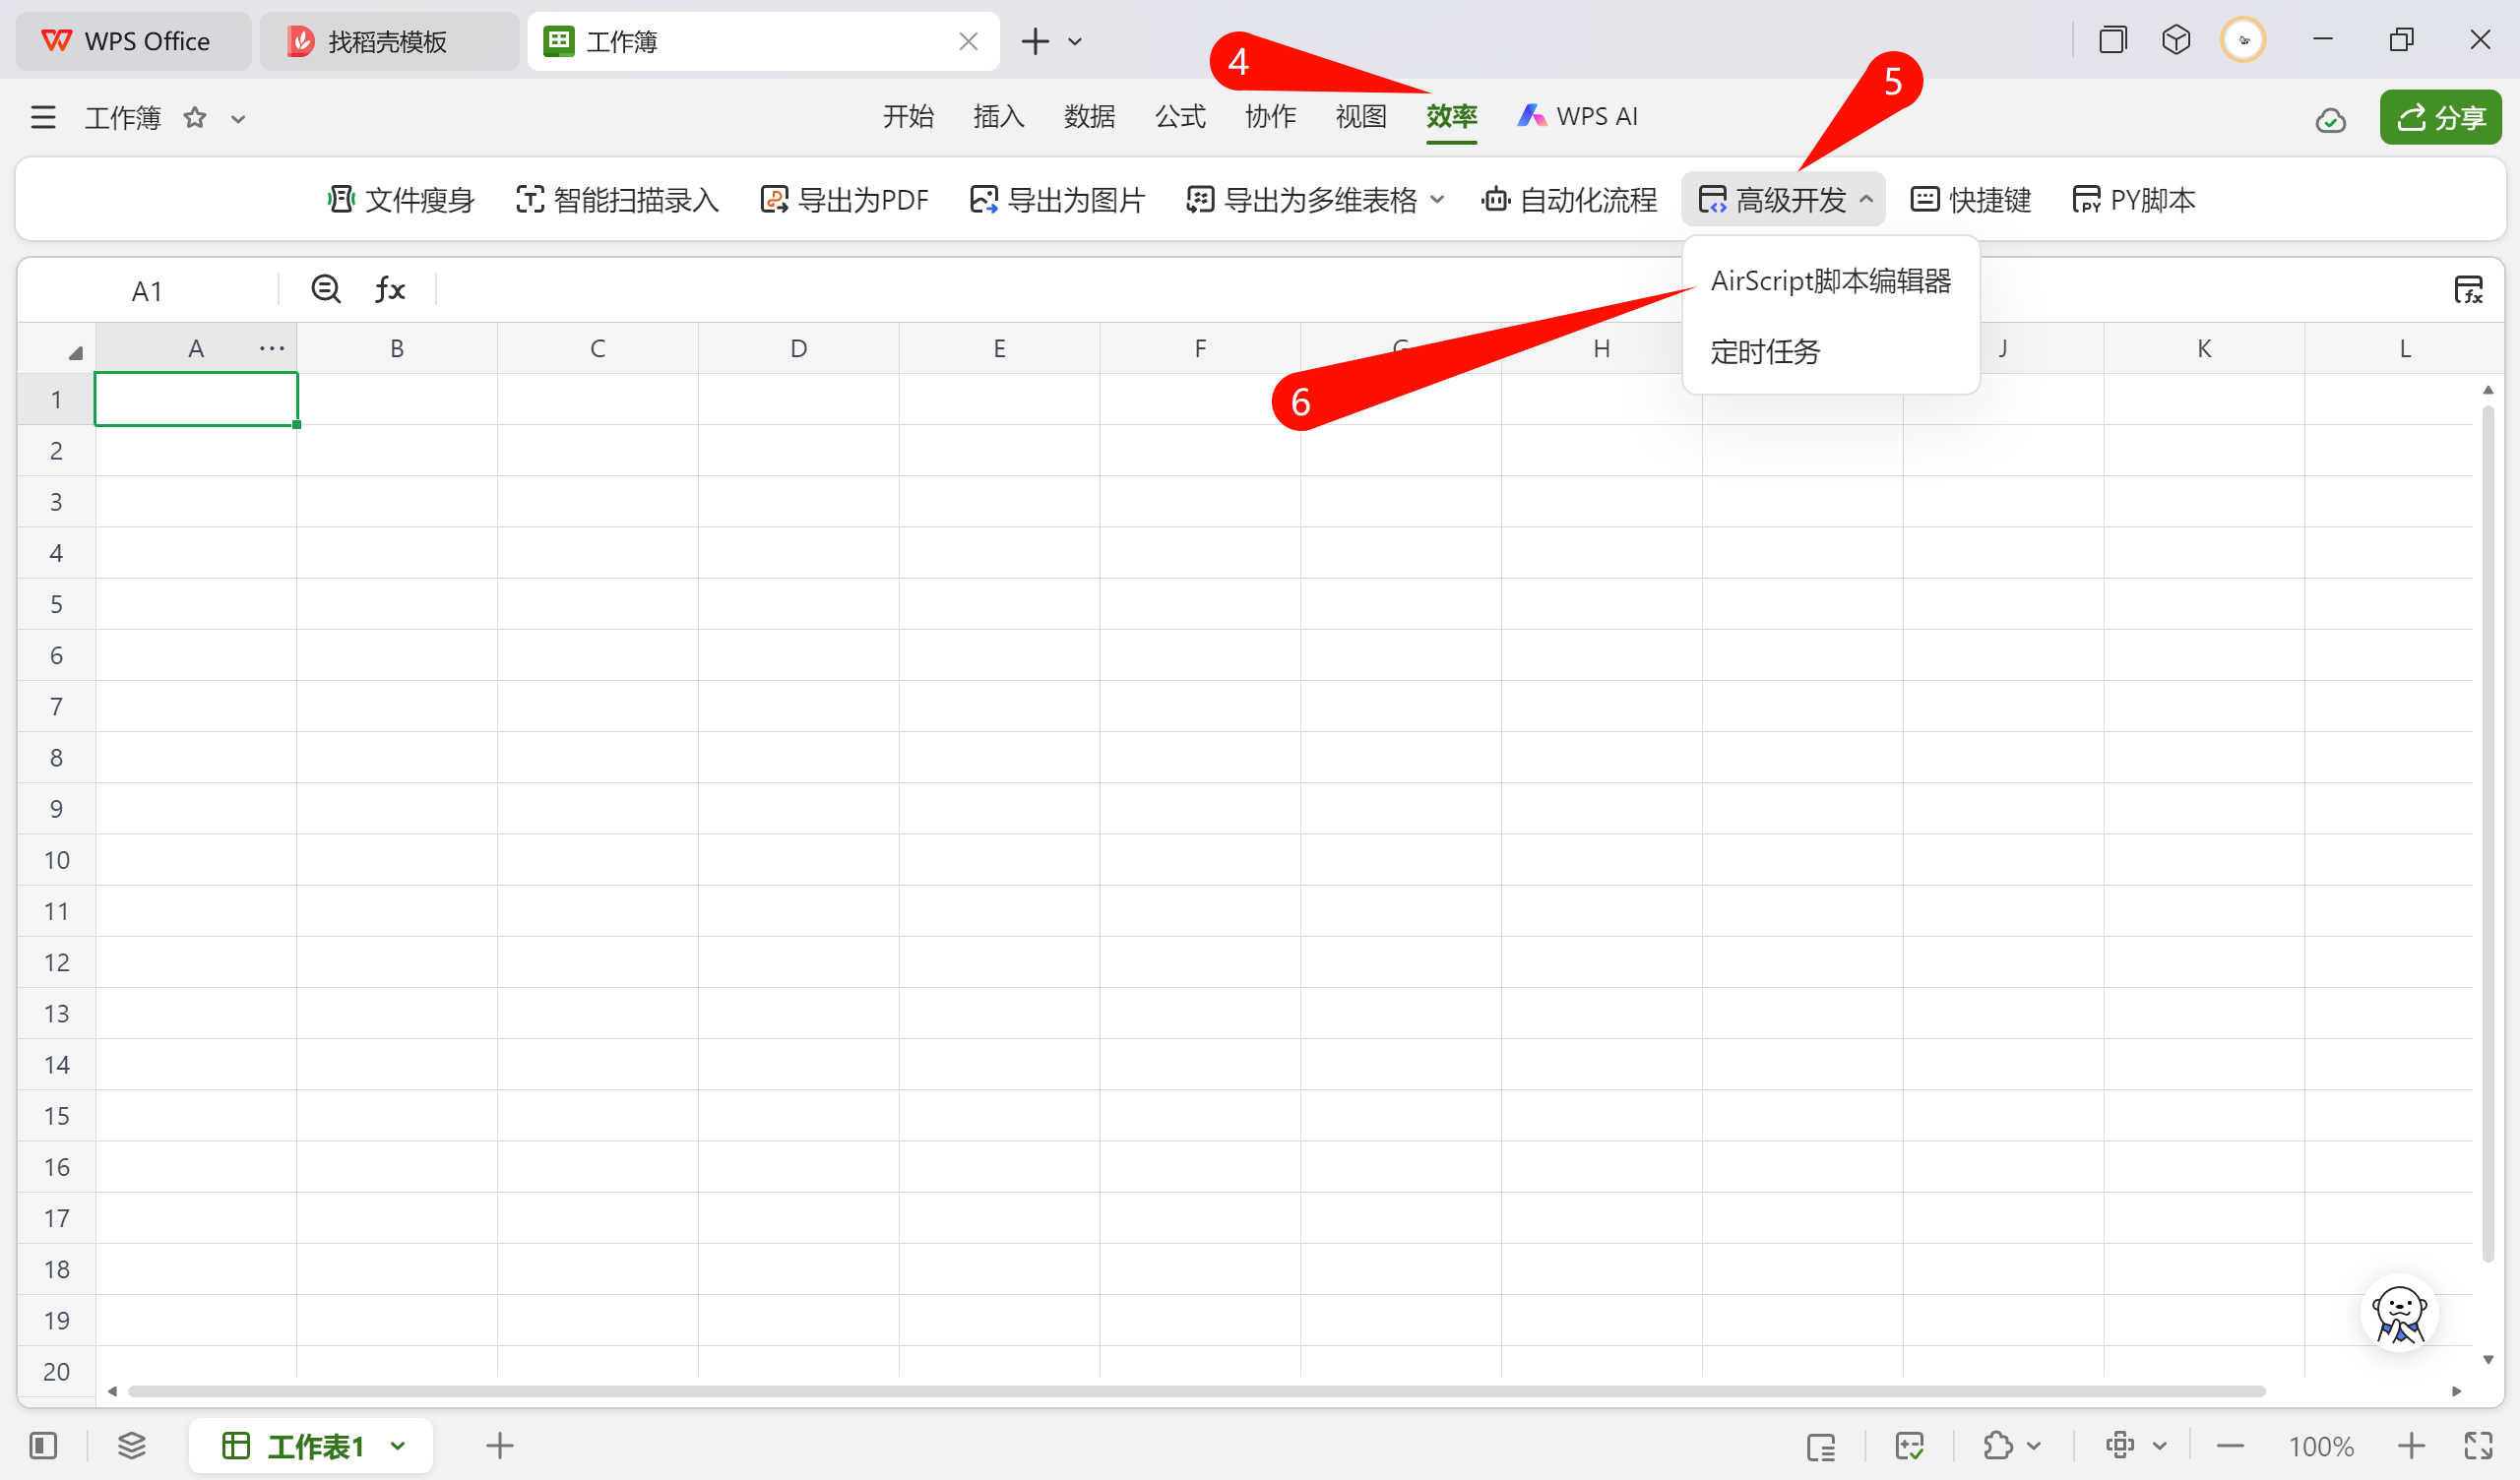 WPS Office 找稻壳模板 工作簿
4
5
工作簿 开始 插入 数据 公式 协作 视图 效率 WPS AI 分享
文件瘦身 智能扫描录入 导出为PDF 导出为图片 导出为多维表格 自动化流程 高级开发 快捷键 PY脚本
A1 fx
AirScript脚本编辑器
定时任务
6
A B C D E F G H J K L
1
2
3
4
5
6
7
8
9
10
11
12
13
14
15
16
17
18
19
20
工作表1 100%